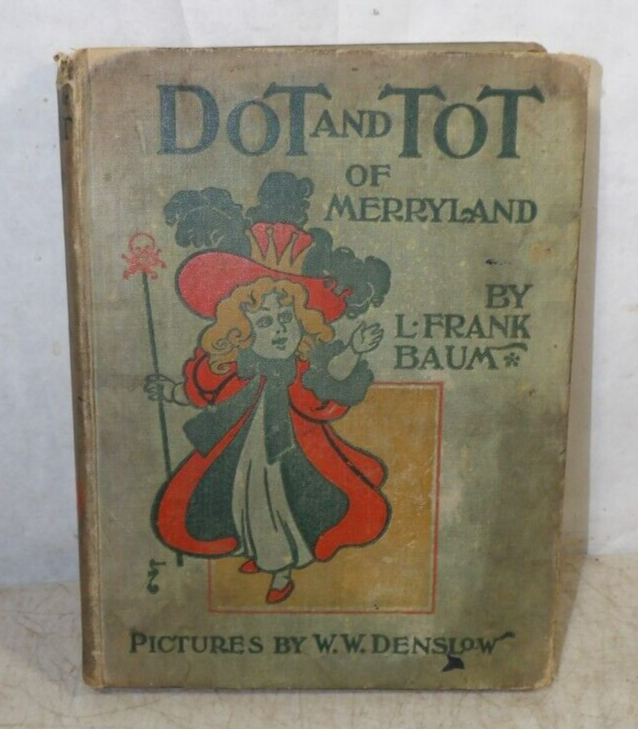 DOT AND TOT
OF
MERRYLAND
BY
L. FRANK
BAUM
PICTURES BY W. W. DENSLOW